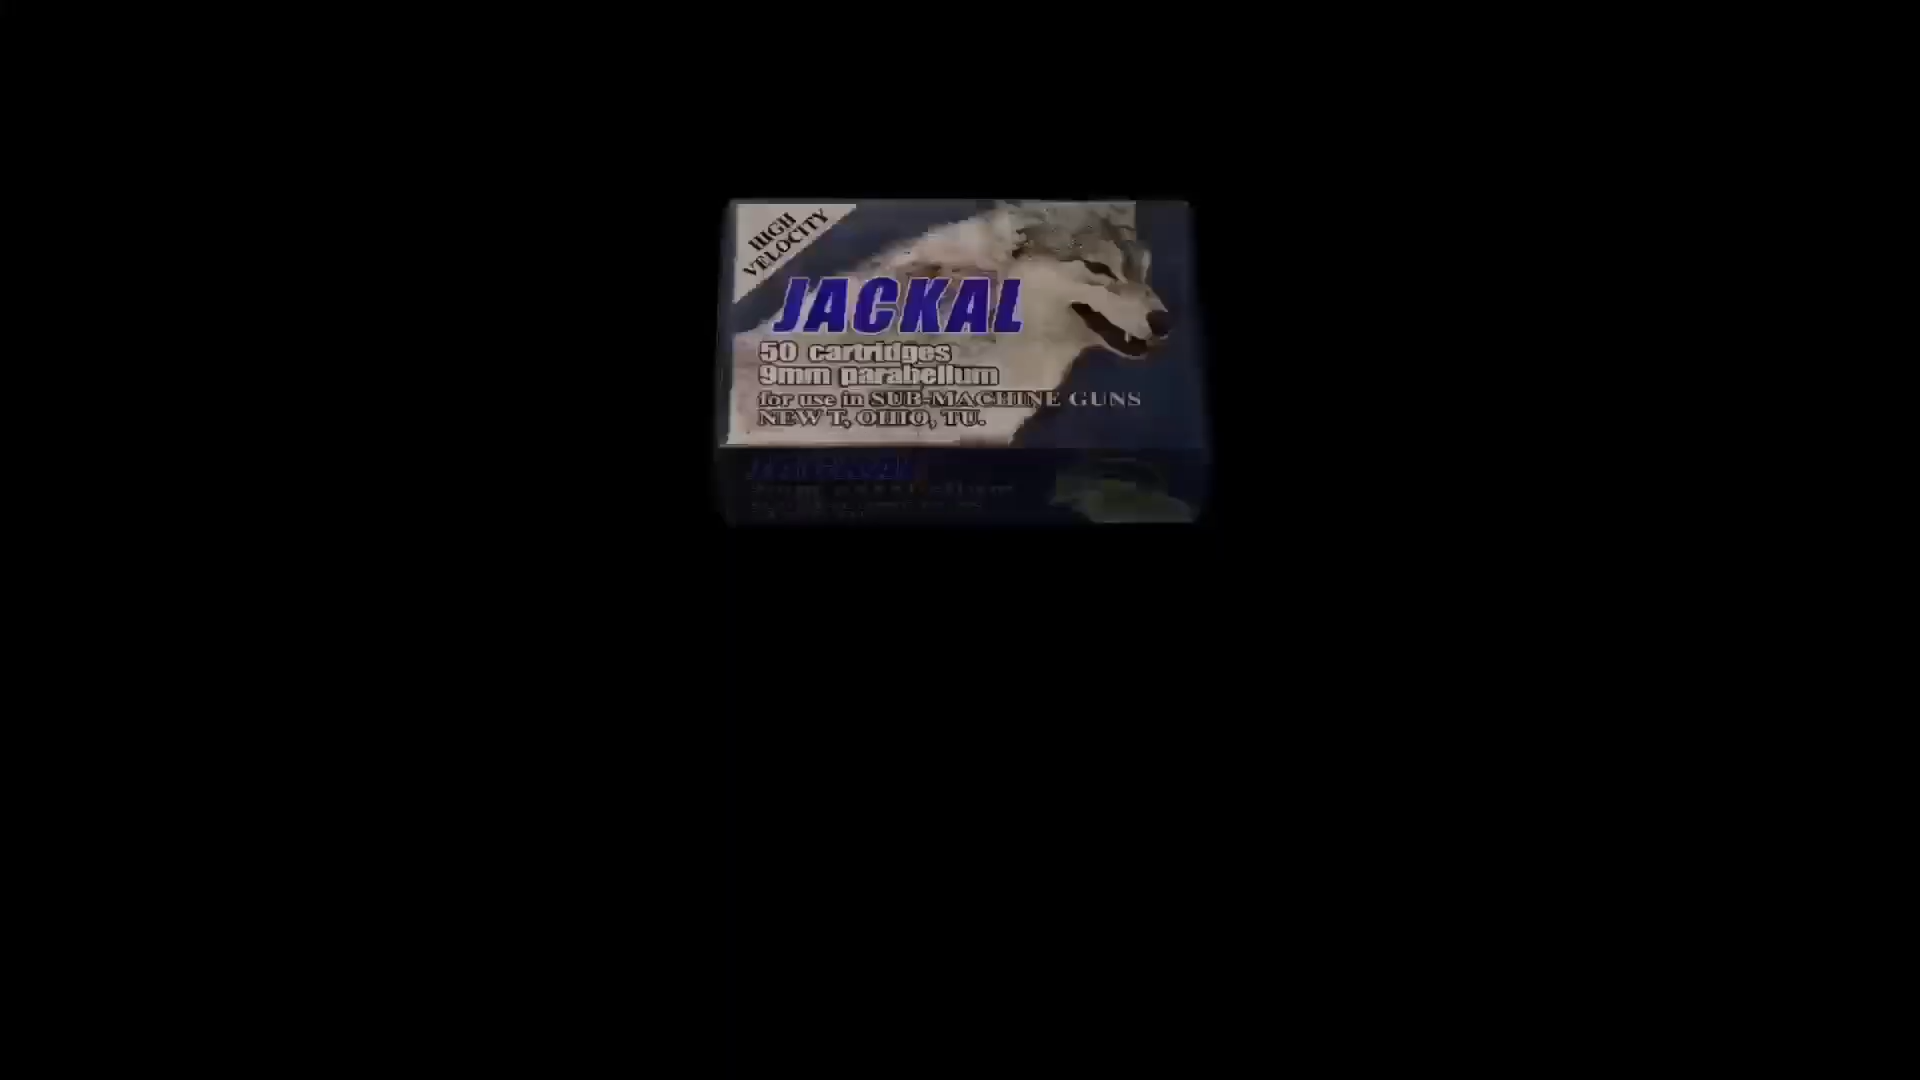 HIGH
VELOCITY
JACKAL
50 cartridges
9mm parabellum
for use in SUB-MACHINE GUNS
NEW T, OHIO, TU.